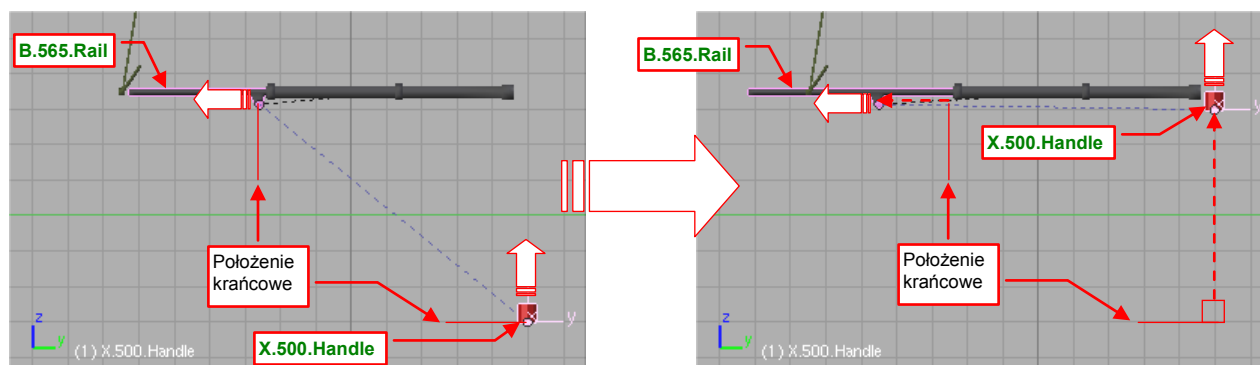 B.565.Rail
Położenie
krańcowe
X.500.Handle
y
z
y
(1) X.500.Handle
B.565.Rail
X.500.Handle
y
Położenie
krańcowe
z
y
(1) X.500.Handle